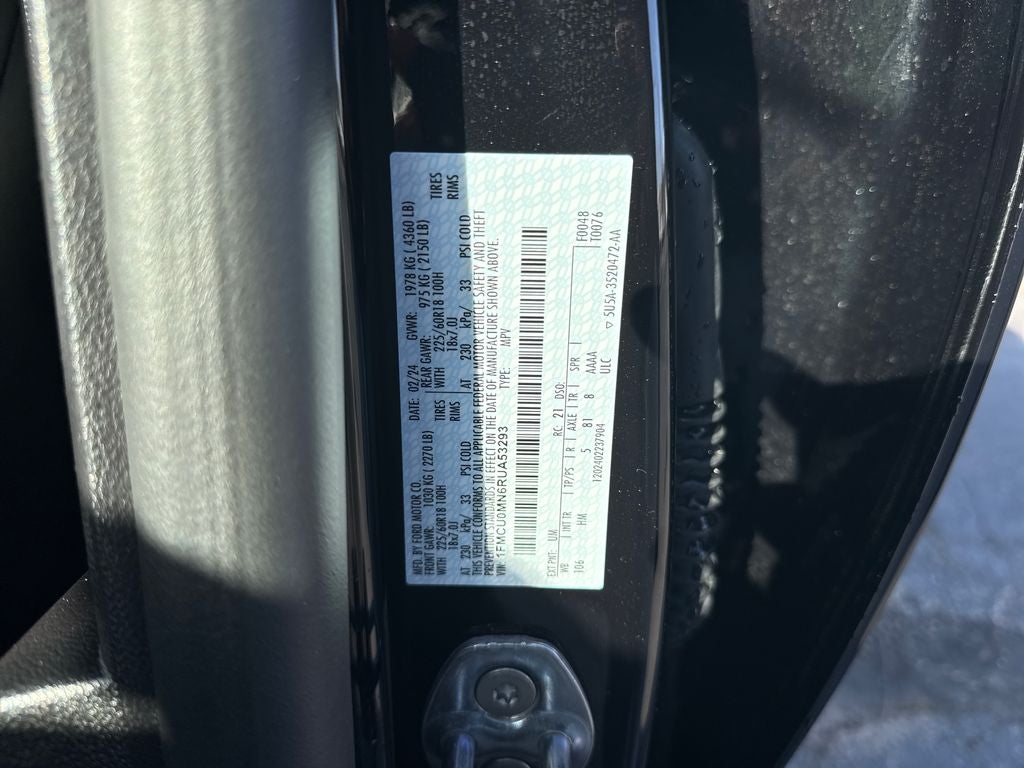 MFD. BY FORD MOTOR CO.
DATE: 02/24 GVWR: 1978 KG ( 4360 LB)
FRONT GAWR: 1030 KG ( 2270 LB) REAR GAWR: 975 KG ( 2150 LB)
WITH 225/60R18 100H TIRES WITH 225/60R18 100H TIRES
18x7.0J RIMS 18x7.0J RIMS
AT 230 kPa/ 33 PSI COLD AT 230 kPa/ 33 PSI COLD
THIS VEHICLE CONFORMS TO ALL APPLICABLE FEDERAL MOTOR VEHICLE SAFETY AND THEFT
PREVENTION STANDARDS IN EFFECT ON THE DATE OF MANUFACTURE SHOWN ABOVE.
VIN: 1FMCU0MN6RUA53293 TYPE: MPV
EXT PNT: UM RC: 21 DSO: F0048
WB INT TR TP/PS R AXLE TR SPR T0076
106 HM 5 81 8 AAAA
1202402237904 ULC ▽ 5U5A-3520472-AA